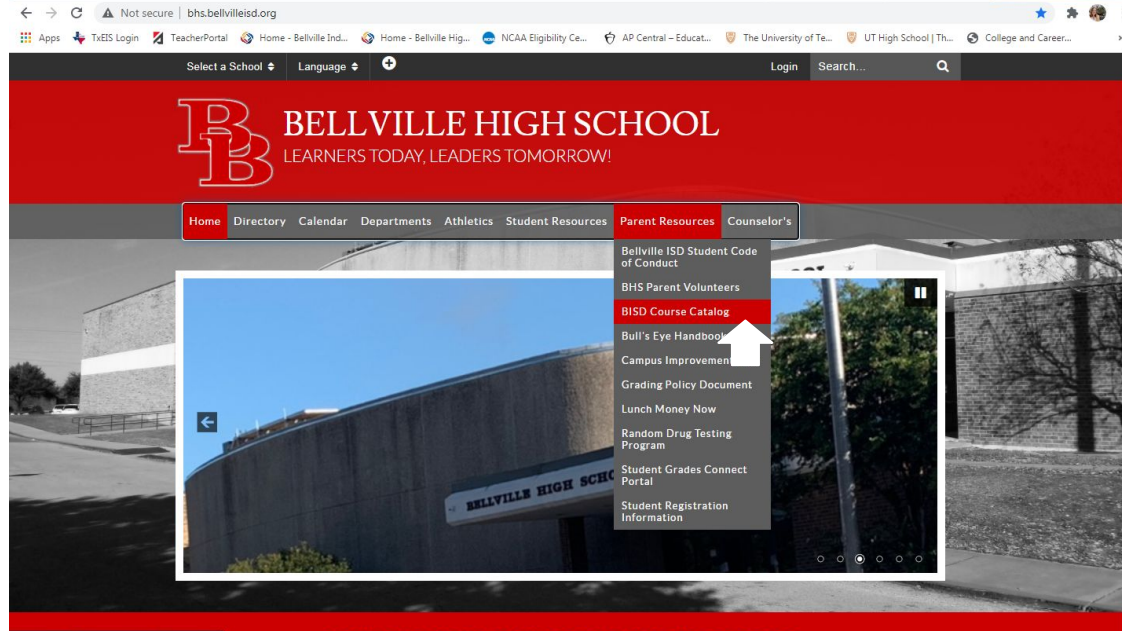 Not secure | bhs.bellvilleisd.org
Apps TxEIS Login TeacherPortal Home - Bellville Ind... Home - Bellville Hig... NCAA Eligibility Ce... AP Central – Educat... The University of Te... UT High School | Th... College and Career...
Select a School Language Login Search...
BB
BELLVILLE HIGH SCHOOL
LEARNERS TODAY, LEADERS TOMORROW!
Home Directory Calendar Departments Athletics Student Resources Parent Resources Counselor's
Bellville ISD Student Code
of Conduct
BHS Parent Volunteers
BISD Course Catalog
Bull's Eye
Campus
Grading Policy Document
Lunch Money Now
Random Drug Testing
Program
Student Grades Connect
Portal
Student Registration
Information
BELLVILLE HIGH